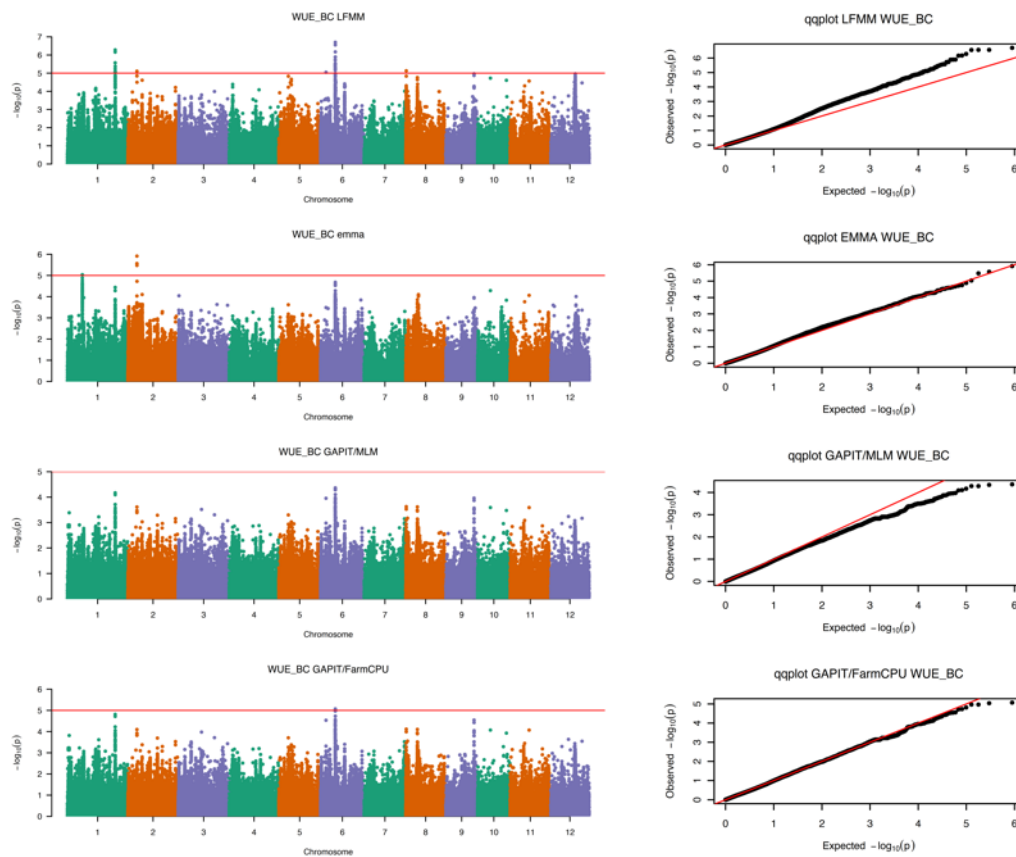 WUE_BC LFMM
−log₁₀(p)
7
6
5
4
3
2
1
0
1 2 3 4 5 6 7 8 9 10 11 12
Chromosome
qqplot LFMM WUE_BC
Observed −log₁₀(p)
6
5
4
3
2
1
0
0 1 2 3 4 5 6
Expected −log₁₀(p)
WUE_BC emma
−log₁₀(p)
6
5
4
3
2
1
0
1 2 3 4 5 6 7 8 9 10 11 12
Chromosome
qqplot EMMA WUE_BC
Observed −log₁₀(p)
6
5
4
3
2
1
0
0 1 2 3 4 5 6
Expected −log₁₀(p)
WUE_BC GAPIT/MLM
−log₁₀(p)
5
4
3
2
1
0
1 2 3 4 5 6 7 8 9 10 11 12
Chromosome
qqplot GAPIT/MLM WUE_BC
Observed −log₁₀(p)
4
3
2
1
0
0 1 2 3 4 5 6
Expected −log₁₀(p)
WUE_BC GAPIT/FarmCPU
−log₁₀(p)
6
5
4
3
2
1
0
1 2 3 4 5 6 7 8 9 10 11 12
Chromosome
qqplot GAPIT/FarmCPU WUE_BC
Observed −log₁₀(p)
5
4
3
2
1
0
0 1 2 3 4 5 6
Expected −log₁₀(p)